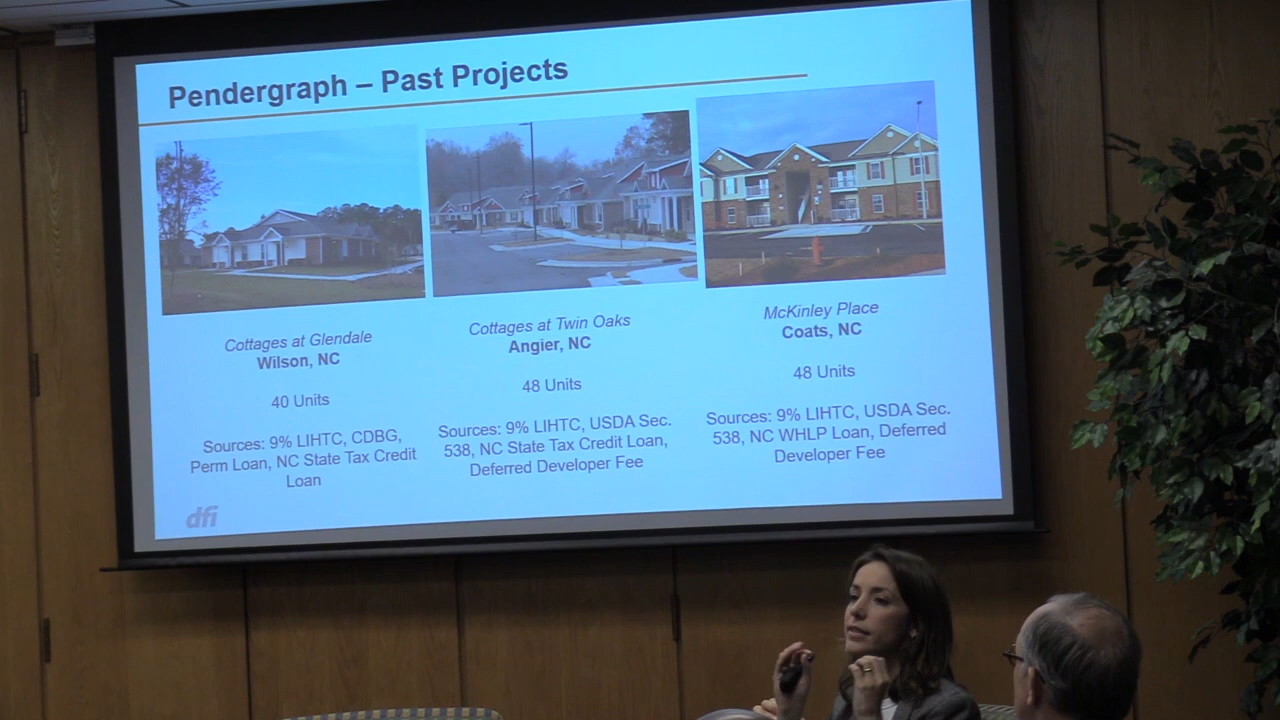 Pendergraph – Past Projects
Cottages at Glendale
Wilson, NC
40 Units
Sources: 9% LIHTC, CDBG,
Perm Loan, NC State Tax Credit
Loan
Cottages at Twin Oaks
Angier, NC
48 Units
Sources: 9% LIHTC, USDA Sec.
538, NC State Tax Credit Loan,
Deferred Developer Fee
McKinley Place
Coats, NC
48 Units
Sources: 9% LIHTC, USDA Sec.
538, NC WHLP Loan, Deferred
Developer Fee
dfi